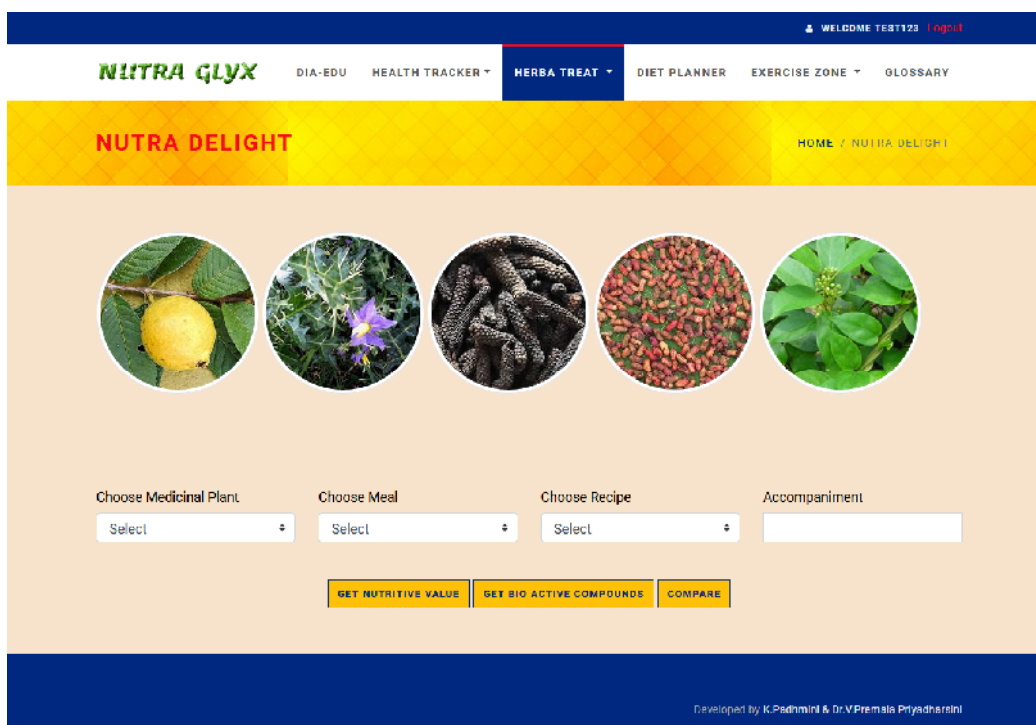 WELCOME TEST123 Logout
NUTRA GLYX DIA-EDU HEALTH TRACKER HERBA TREAT DIET PLANNER EXERCISE ZONE GLOSSARY
NUTRA DELIGHT HOME / NUTRA DELIGHT
Choose Medicinal Plant Choose Meal Choose Recipe Accompaniment
Select Select Select
GET NUTRITIVE VALUE GET BIO ACTIVE COMPOUNDS COMPARE
Developed by K.Padhmini & Dr.V.Premala Priyadharsini